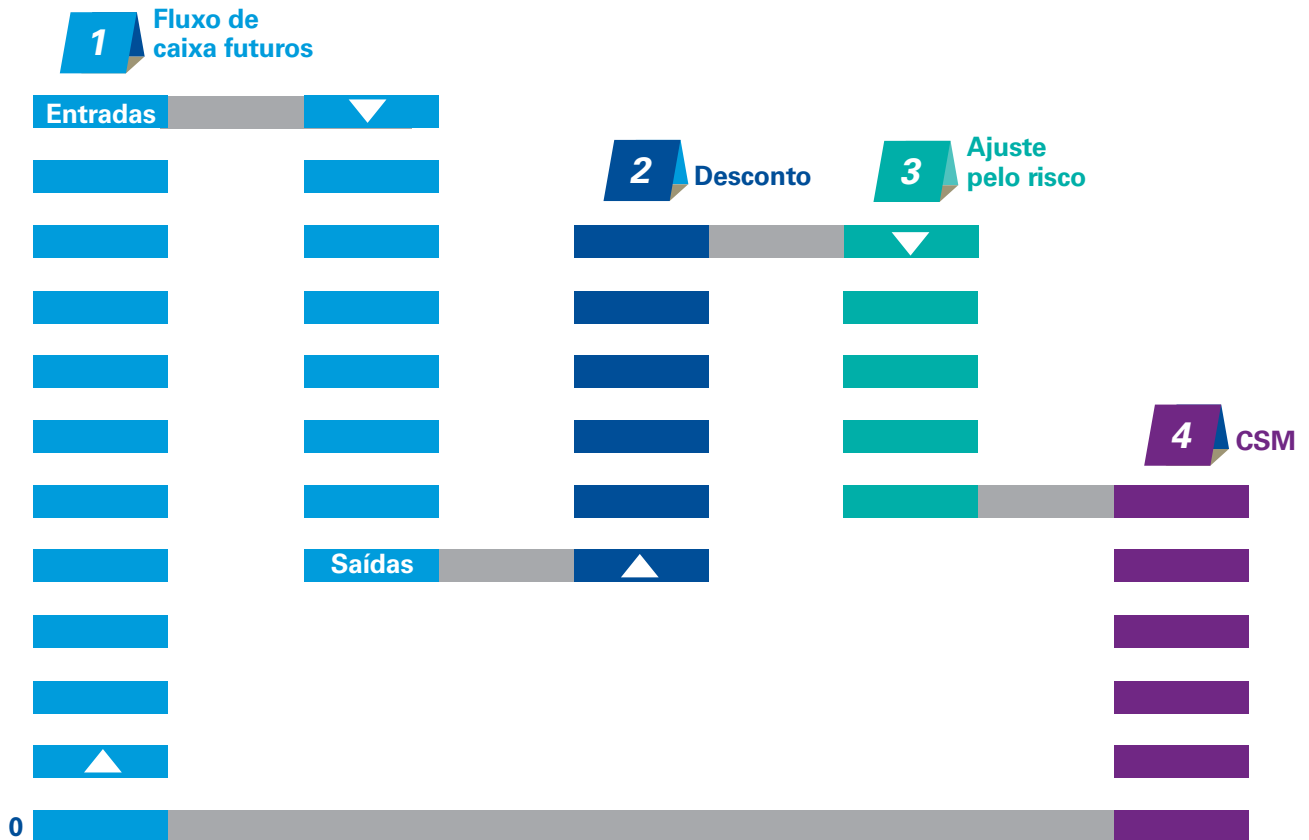 1
Fluxo de
caixa futuros
Entradas
2
Desconto
3
Ajuste
pelo risco
4
CSM
Saídas
0